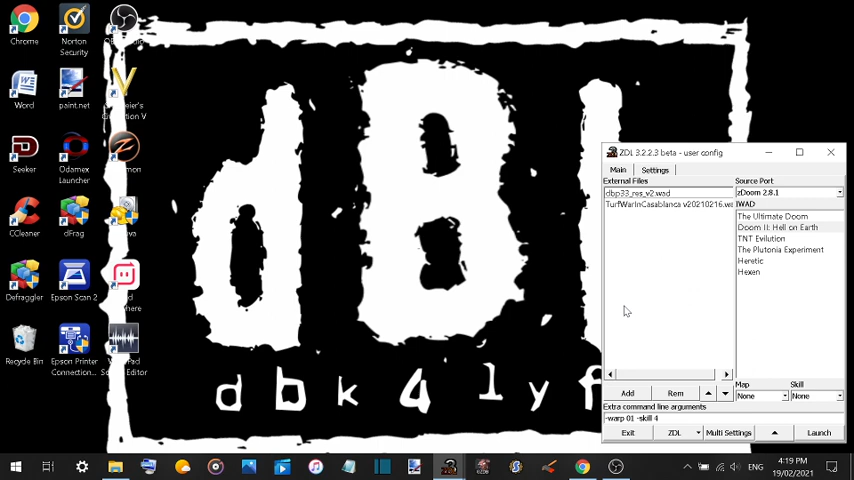 Chrome
Norton
Security
Word
paint.net
Seeker
Odamex
Launcher
CCleaner
dFrag
Defraggler
Epson Scan 2
Recycle Bin
Epson Printer
Connection...
d8l
dbk4lyf
ZDL 3.2.2.3 beta - user config
Main
Settings
External Files
Source Port
dbp33_res_v2.wad
zDoom 2.8.1
TurfWarInCasablanca v20210216.wa
IWAD
The Ultimate Doom
Doom II: Hell on Earth
TNT Evilution
The Plutonia Experiment
Heretic
Hexen
Add
Rem
Map
Skill
None
None
Extra command line arguments
-warp 01 -skill 4
Exit
ZDL
Multi Settings
Launch
ENG
4:19 PM
19/02/2021